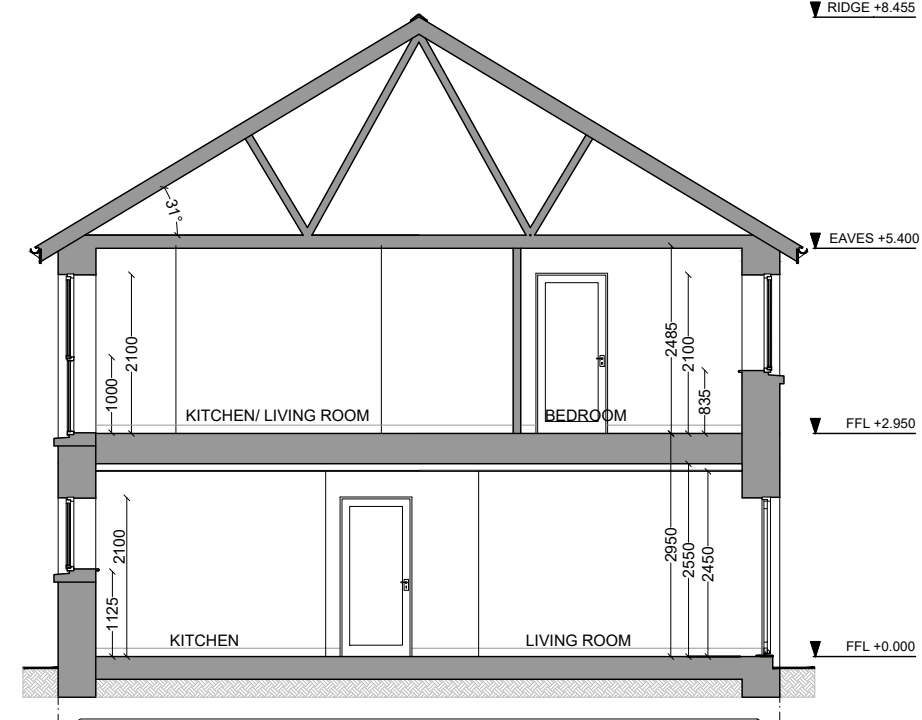 RIDGE +8.455
31°
EAVES +5.400
2100
1000
KITCHEN/ LIVING ROOM
BEDROOM
2485
2100
835
FFL +2.950
2100
1125
KITCHEN
LIVING ROOM
2950
2550
2450
FFL +0.000